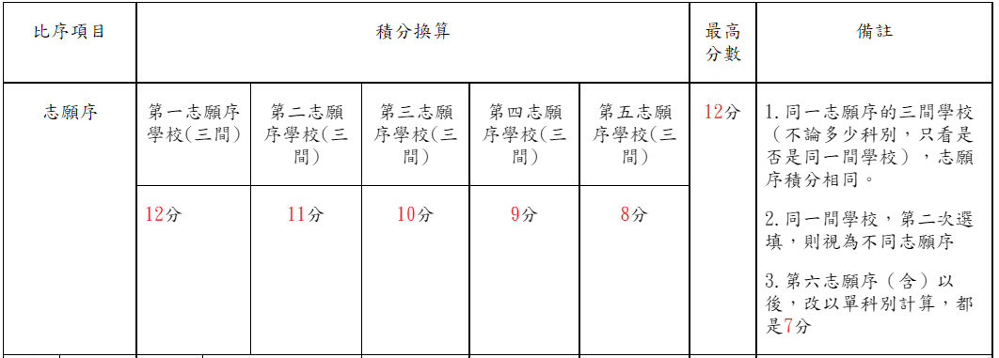 比序項目
積分換算
最高
分數
備註
志願序
第一志願序
學校(三間)
第二志願
序學校(三
間)
第三志願
序學校(三
間)
第四志願
序學校(三
間)
第五志願
序學校(三
間)
12分
11分
10分
9分
8分
12分
1.同一志願序的三間學校
（不論多少科別，只看是
否是同一間學校），志願
序積分相同。
2.同一間學校，第二次選
填，則視為不同志願序
3.第六志願序（含）以
後，改以單科別計算，都
是7分